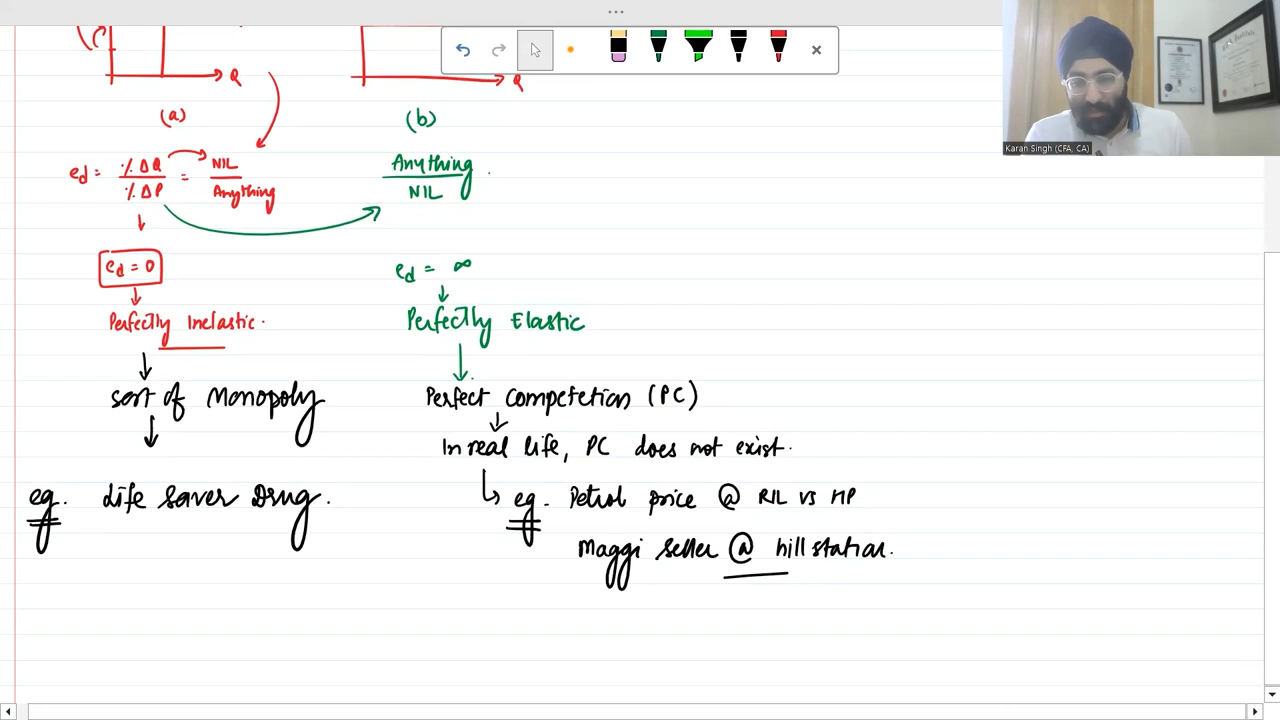 Q
Q
(a)
(b)
ed = %ΔQ / %ΔP = NIL / Anything
Anything / NIL
ed = 0
ed = ∞
Perfectly Inelastic.
Perfectly Elastic
sort of Monopoly
Perfect Competetion (PC)
In real life, PC does not exist.
eg. Life Saver Drug.
eg. Petrol price @ RIL vs HP
Maggi seller @ hill station.
Karan Singh (CFA, CA)